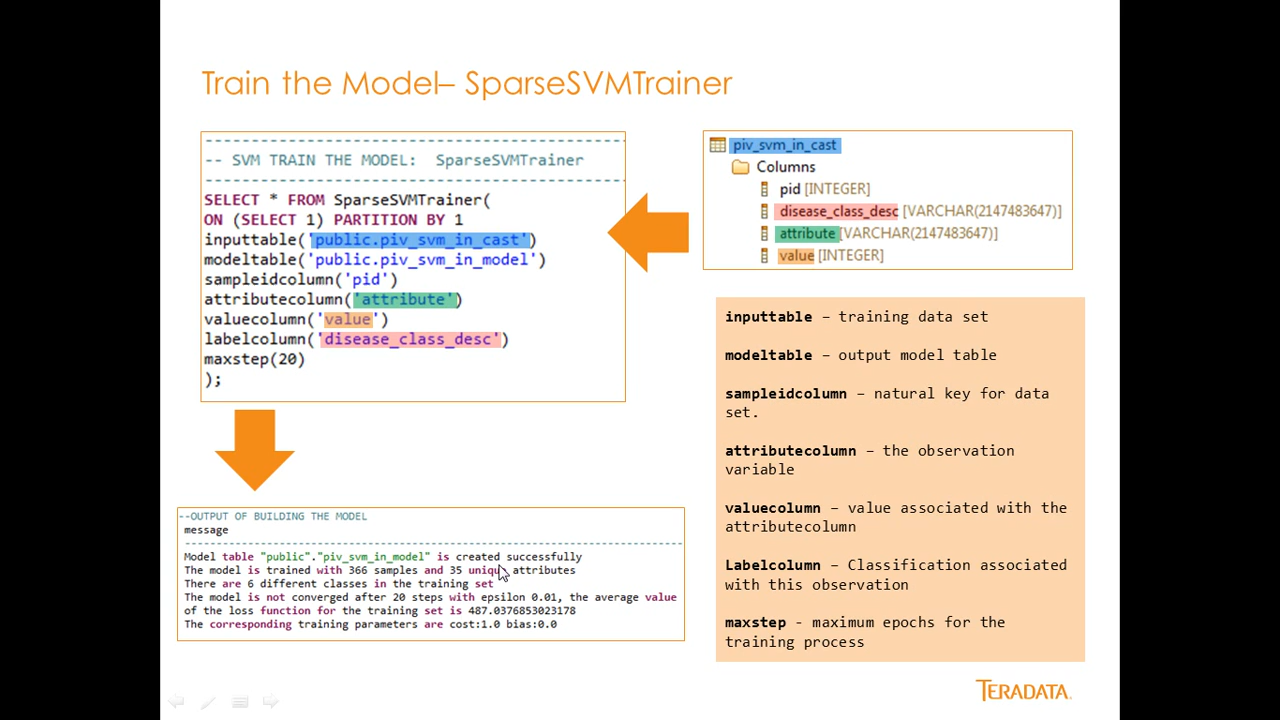 Train the Model– SparseSVMTrainer
-- SVM TRAIN THE MODEL:  SparseSVMTrainer
SELECT * FROM SparseSVMTrainer(
ON (SELECT 1) PARTITION BY 1
inputtable('public.piv_svm_in_cast')
modeltable('public.piv_svm_in_model')
sampleidcolumn('pid')
attributecolumn('attribute')
valuecolumn('value')
labelcolumn('disease_class_desc')
maxstep(20)
);
piv_svm_in_cast
Columns
pid [INTEGER]
disease_class_desc [VARCHAR(2147483647)]
attribute [VARCHAR(2147483647)]
value [INTEGER]
--OUTPUT OF BUILDING THE MODEL
message
Model table "public"."piv_svm_in_model" is created successfully
The model is trained with 366 samples and 35 unique attributes
There are 6 different classes in the training set
The model is not converged after 20 steps with epsilon 0.01, the average value
of the loss function for the training set is 487.0376853023178
The corresponding training parameters are cost:1.0 bias:0.0
inputtable – training data set
modeltable – output model table
sampleidcolumn – natural key for data
set.
attributecolumn – the observation
variable
valuecolumn – value associated with the
attributecolumn
Labelcolumn – Classification associated
with this observation
maxstep - maximum epochs for the
training process
TERADATA.